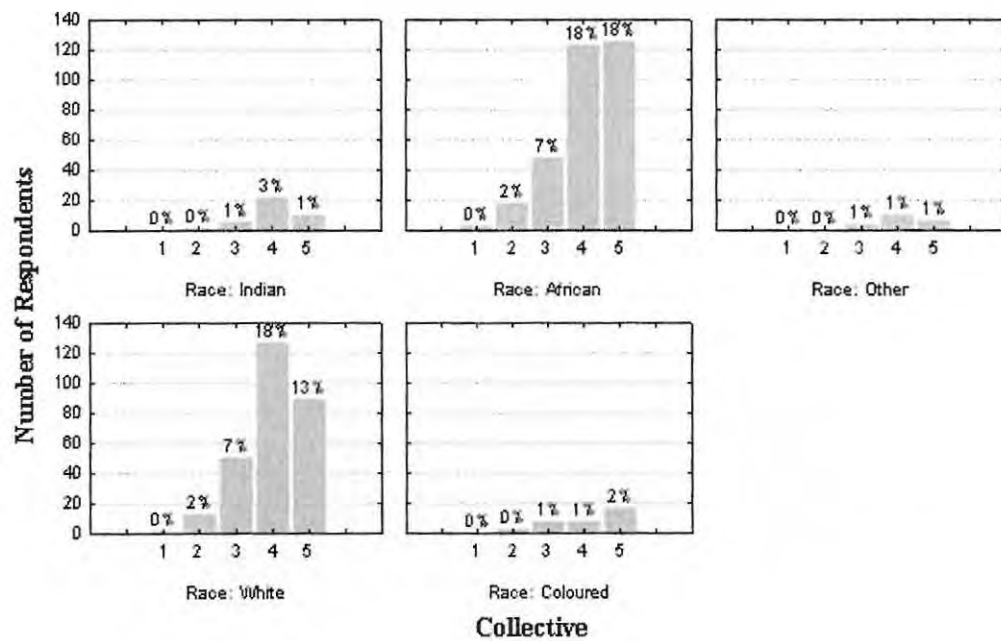 Number of Respondents
140
120
100
80
60
40
20
0
0% 0% 1% 3% 1%
1 2 3 4 5
Race: Indian
0% 2% 7% 18% 18%
1 2 3 4 5
Race: African
0% 0% 1% 1% 1%
1 2 3 4 5
Race: Other
140
120
100
80
60
40
20
0
0% 2% 7% 18% 13%
1 2 3 4 5
Race: White
0% 0% 1% 1% 2%
1 2 3 4 5
Race: Coloured
Collective